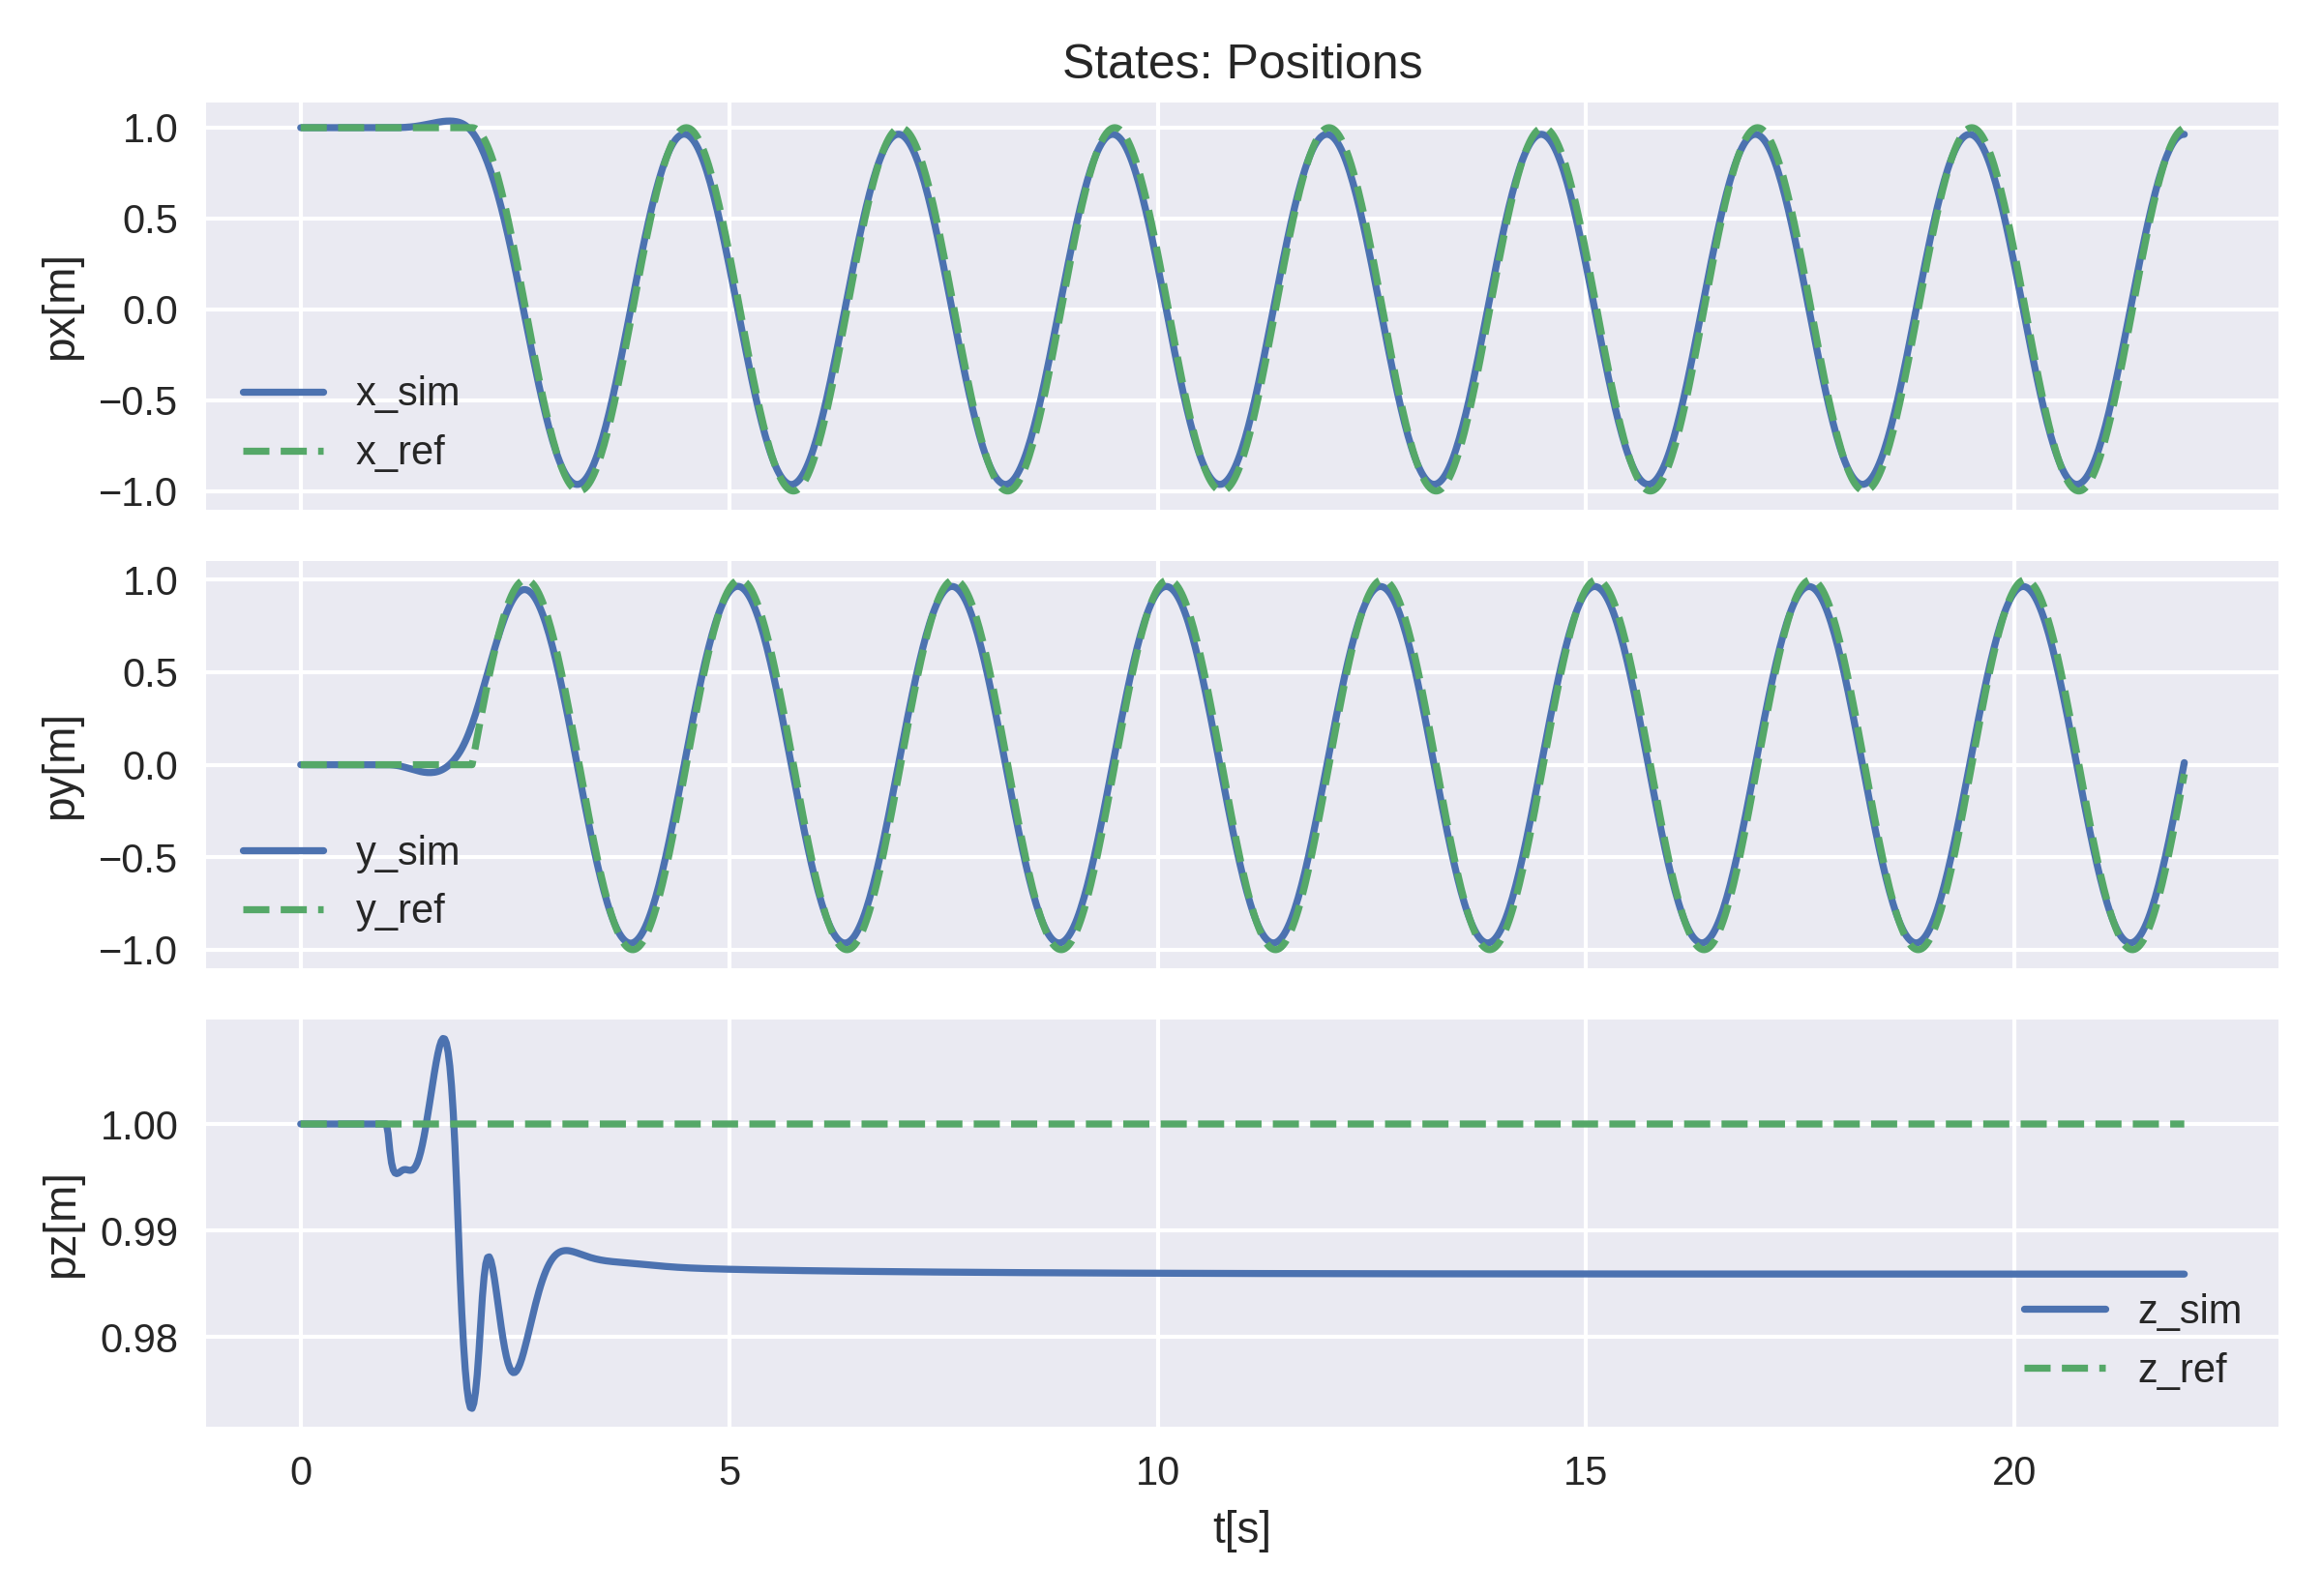 States: Positions
1.0
0.5
0.0
−0.5
−1.0
px[m]
x_sim
x_ref
1.0
0.5
0.0
−0.5
−1.0
py[m]
y_sim
y_ref
1.00
0.99
0.98
pz[m]
z_sim
z_ref
0 5 10 15 20
t[s]